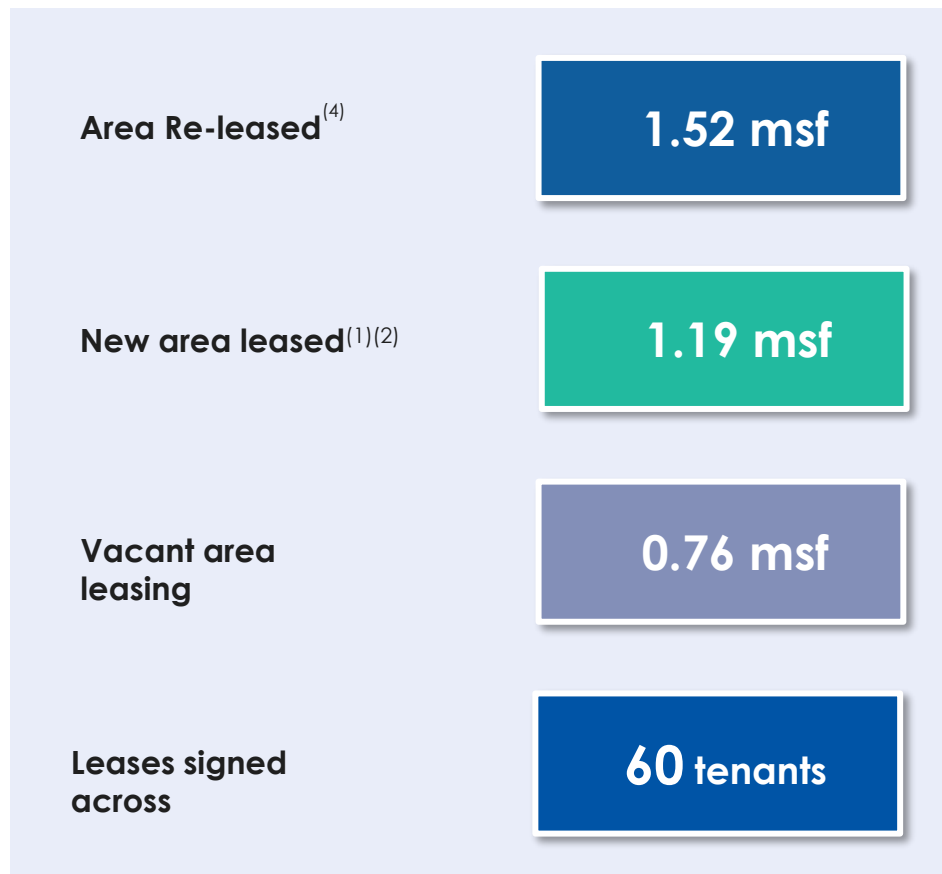 Area Re-leased(4)
1.52 msf
New area leased(1)(2)
1.19 msf
Vacant area
leasing
0.76 msf
Leases signed
across
60 tenants